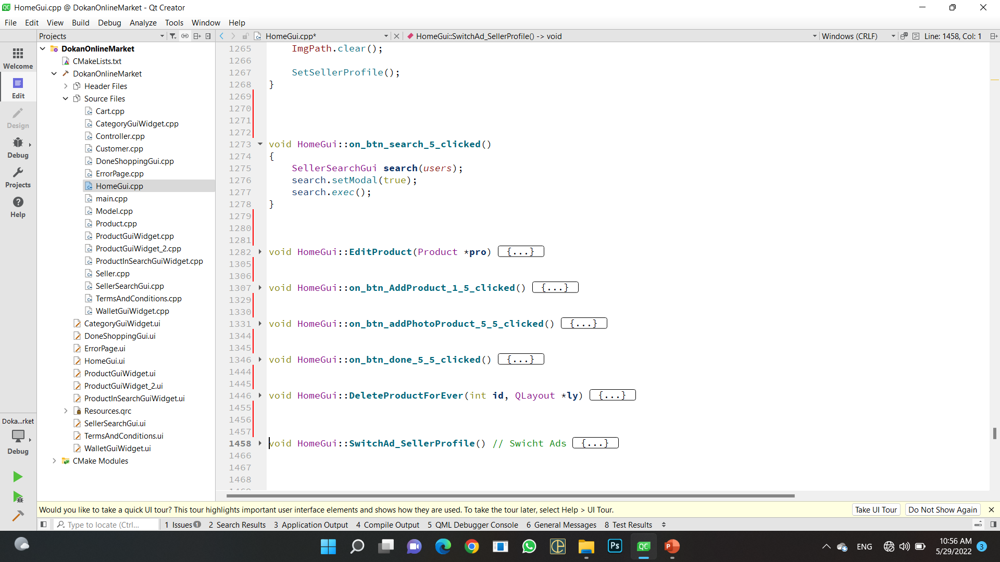 HomeGui.cpp @ DokanOnlineMarket - Qt Creator
File Edit View Build Debug Analyze Tools Window Help
Projects HomeGui.cpp* HomeGui::SwitchAd_SellerProfile() -> void Windows (CRLF) Line: 1458, Col: 1
Welcome
Edit
Design
Debug
Projects
Help
Doka...rket
Debug
DokanOnlineMarket
CMakeLists.txt
DokanOnlineMarket
Header Files
Source Files
Cart.cpp
CategoryGuiWidget.cpp
Controller.cpp
Customer.cpp
DoneShoppingGui.cpp
ErrorPage.cpp
HomeGui.cpp
main.cpp
Model.cpp
Product.cpp
ProductGuiWidget.cpp
ProductGuiWidget_2.cpp
ProductInSearchGuiWidget.cpp
Seller.cpp
SellerSearchGui.cpp
TermsAndConditions.cpp
WalletGuiWidget.cpp
CategoryGuiWidget.ui
DoneShoppingGui.ui
ErrorPage.ui
HomeGui.ui
ProductGuiWidget.ui
ProductGuiWidget_2.ui
ProductInSearchGuiWidget.ui
Resources.qrc
SellerSearchGui.ui
TermsAndConditions.ui
WalletGuiWidget.ui
CMake Modules
1265 ImgPath.clear();
1266
1267 SetSellerProfile();
1268 }
1269
1270
1271
1272
1273 void HomeGui::on_btn_search_5_clicked()
1274 {
1275 SellerSearchGui search(users);
1276 search.setModal(true);
1277 search.exec();
1278 }
1279
1280
1281
1282 void HomeGui::EditProduct(Product *pro) {...}
1305
1306
1307 void HomeGui::on_btn_AddProduct_1_5_clicked() {...}
1329
1330
1331 void HomeGui::on_btn_addPhotoProduct_5_5_clicked() {...}
1344
1345
1346 void HomeGui::on_btn_done_5_5_clicked() {...}
1444
1445
1446 void HomeGui::DeleteProductForEver(int id, QLayout *ly) {...}
1455
1456
1457
1458 void HomeGui::SwitchAd_SellerProfile() // Swicht Ads {...}
1466
1467
1468
Would you like to take a quick UI tour? This tour highlights important user interface elements and shows how they are used. To take the tour later, select Help > UI Tour. Take UI Tour Do Not Show Again
Type to locate (Ctrl... 1 Issues 1 2 Search Results 3 Application Output 4 Compile Output 5 QML Debugger Console 6 General Messages 8 Test Results
Ps QC P ENG 10:56 AM
5/29/2022 3